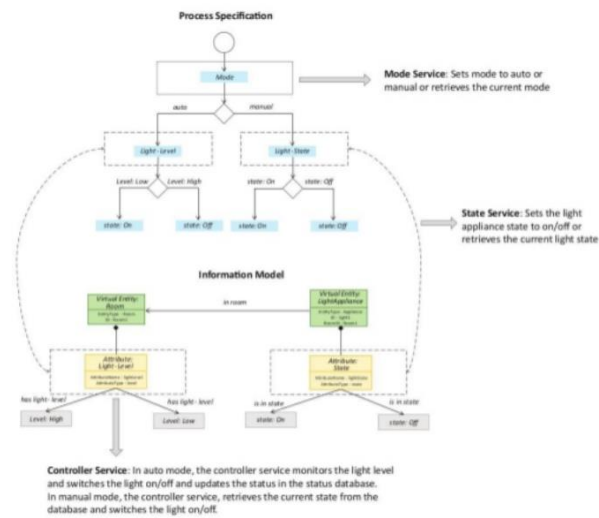 Process Specification
Mode
Mode Service: Sets mode to auto or
manual or retrieves the current mode
auto
manual
Light-Level
Light-State
Level: Low
Level: High
state: On
state: Off
state: On
state: Off
state: On
state: Off
State Service: Sets the light
appliance state to on/off or
retrieves the current light state
Information Model
Virtual Entity:
Room
Virtual Entity:
LightAppliance
in room
Attribute:
Light-Level
Attribute:
State
has light-level
has light-level
is in state
is in state
Level: High
Level: Low
state: On
state: Off
Controller Service: In auto mode, the controller service monitors the light level
and switches the light on/off and updates the status in the status database.
In manual mode, the controller service, retrieves the current state from the
database and switches the light on/off.